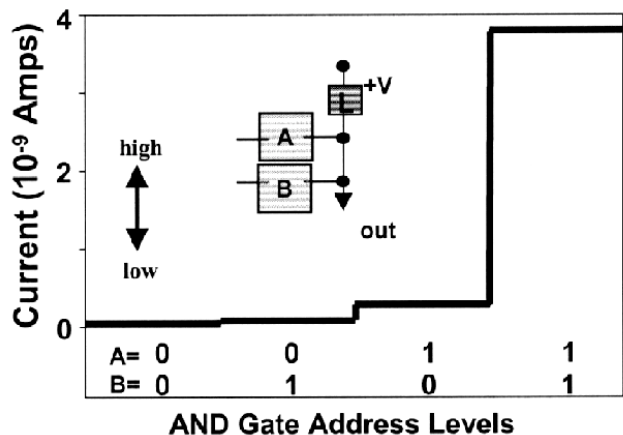 4
+V
L
A
high
2
B
out
low
0
Current (10⁻⁹ Amps)
A= 0 0 1 1
B= 0 1 0 1
AND Gate Address Levels